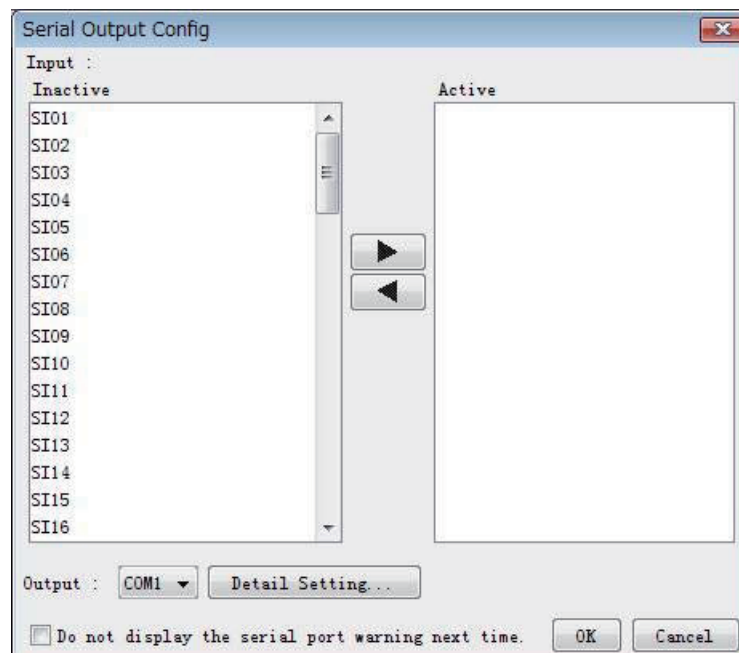 Serial Output Config
Input :
Inactive
Active
SI01
SI02
SI03
SI04
SI05
SI06
SI07
SI08
SI09
SI10
SI11
SI12
SI13
SI14
SI15
SI16
Output : COM1 Detail Setting...
Do not display the serial port warning next time. OK Cancel